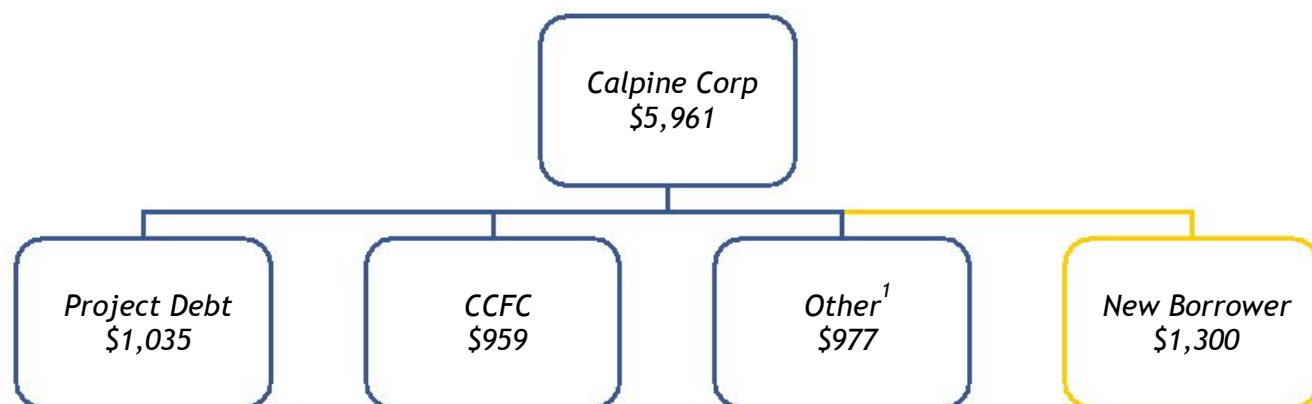 Calpine Corp
$5,961
Project Debt
$1,035
CCFC
$959
Other¹
$977
New Borrower
$1,300